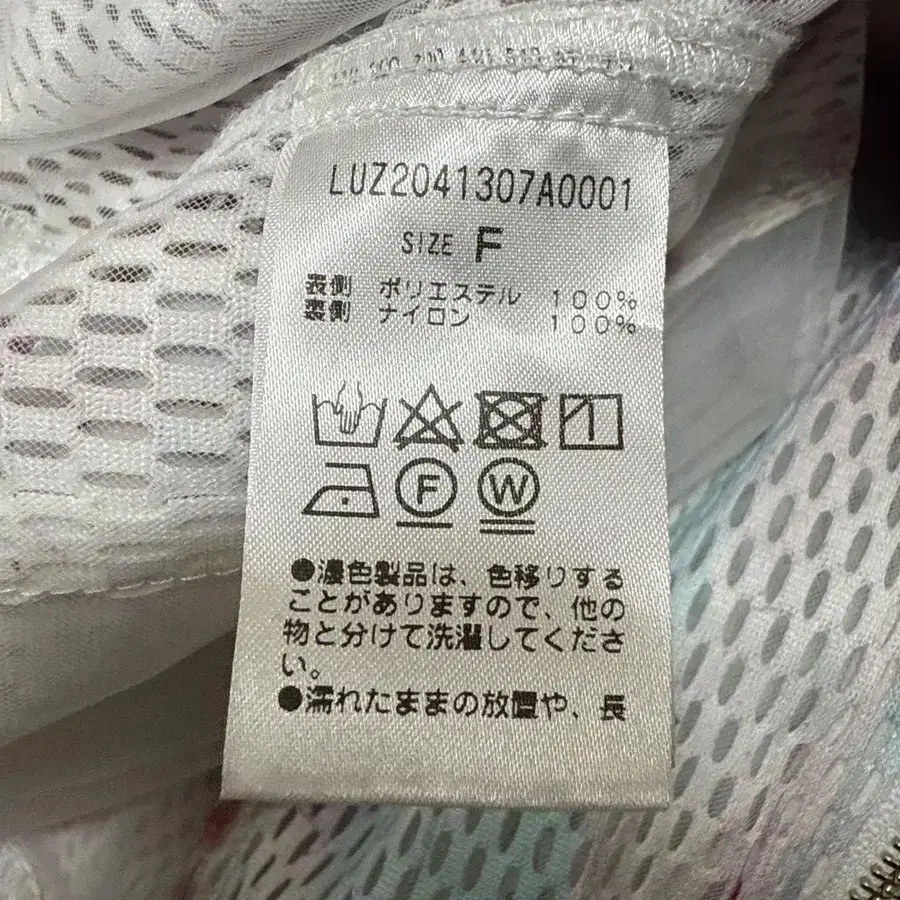 LUZ2041307A0001
SIZE F
表側 ポリエステル 100%
裏側 ナイロン 100%
F W
●濃色製品は、色移りする
ことがありますので、他の
物と分けて洗濯してくださ
い。
●濡れたままの放置や、長